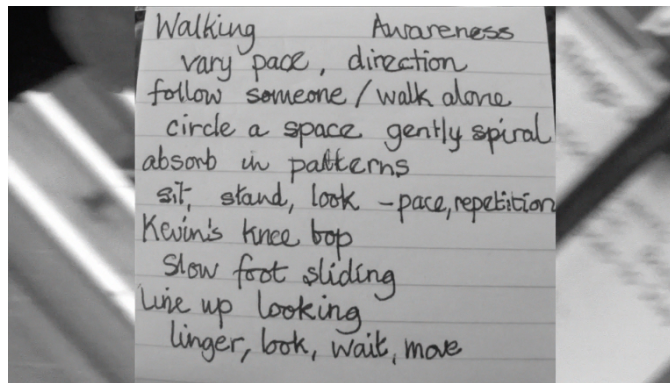 Walking Awareness
vary pace, direction
follow someone / walk alone
circle a space gently spiral
absorb in patterns
sit, stand, look - pace, repetition
Kevin's knee bop
Slow foot sliding
Line up looking
linger, look, wait, move